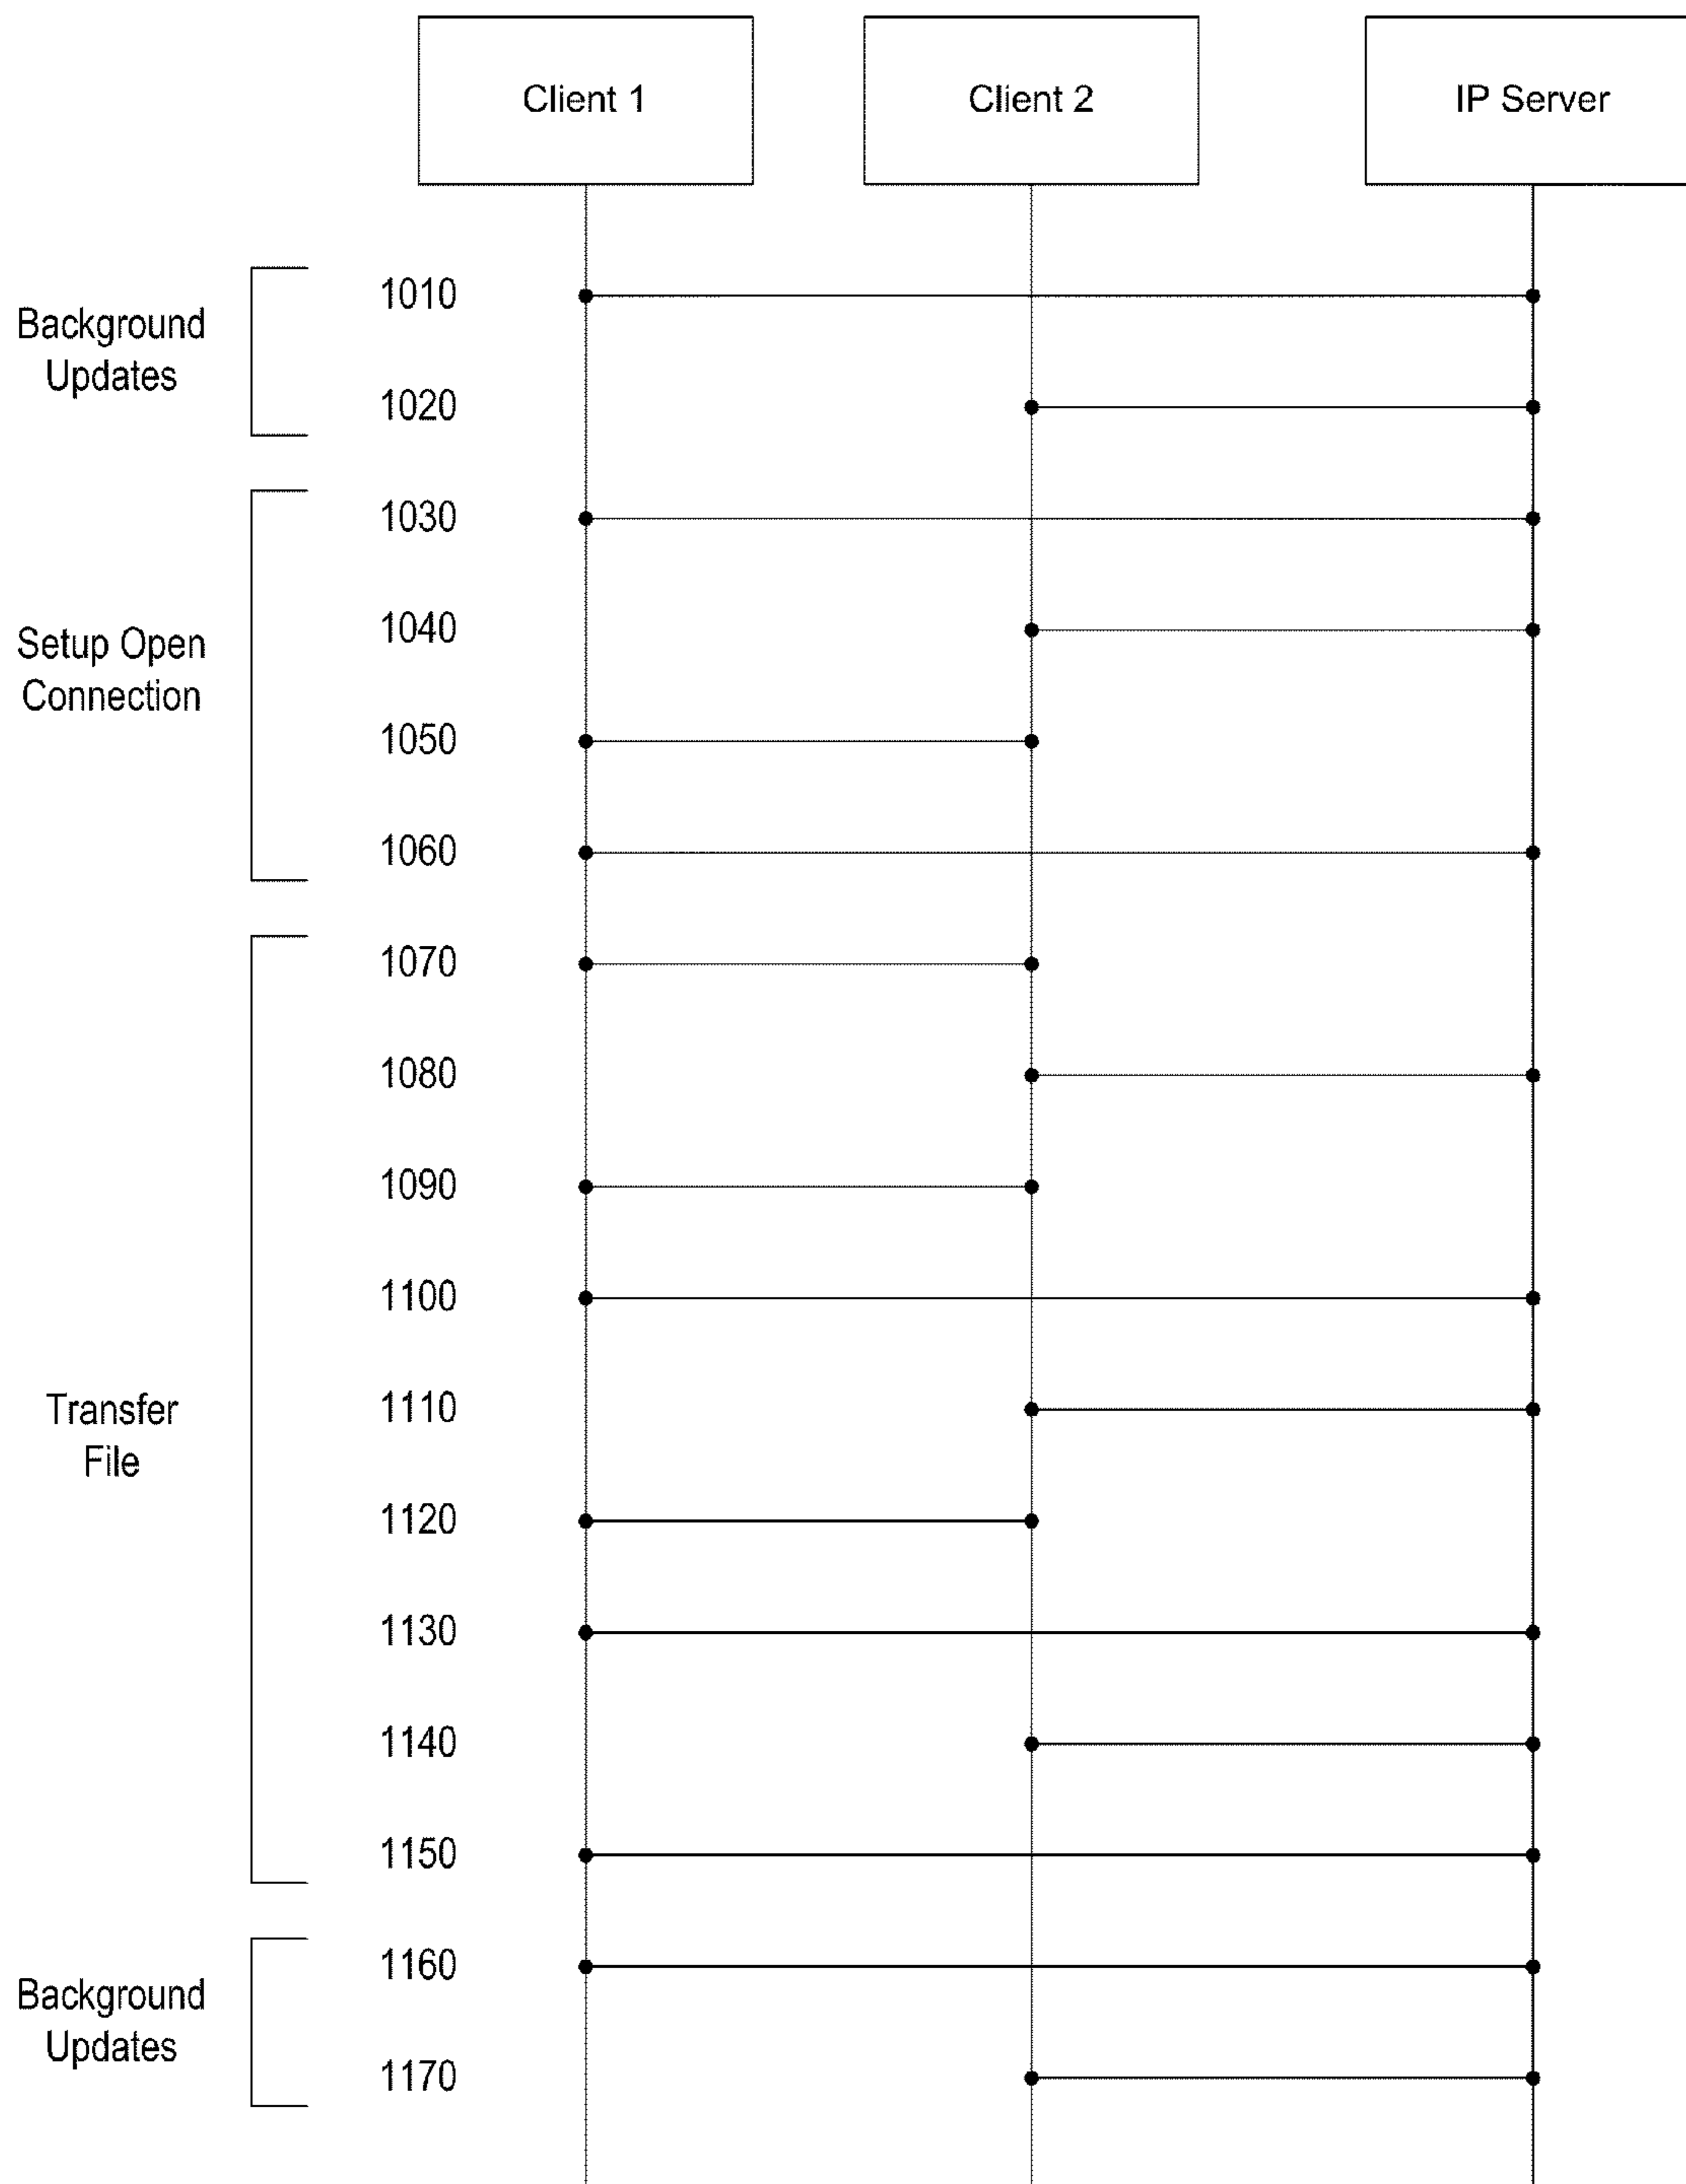 Client 1
Client 2
IP Server
Background
Updates
1010
1020
Setup Open
Connection
1030
1040
1050
1060
Transfer
File
1070
1080
1090
1100
1110
1120
1130
1140
1150
Background
Updates
1160
1170